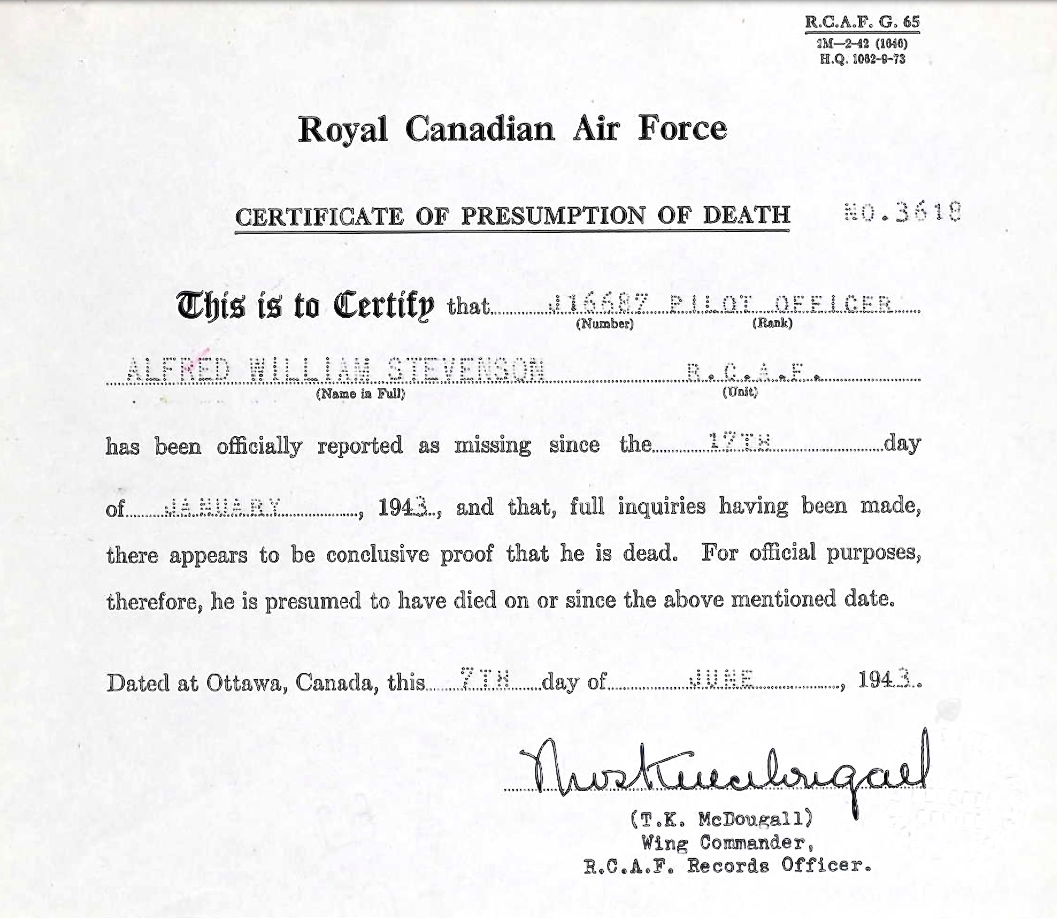 R.C.A.F. G. 65
2M—2-42 (1646)
H.Q. 1062-9-73
Royal Canadian Air Force
CERTIFICATE OF PRESUMPTION OF DEATH NO.3618
This is to Certify that J16687 PILOT OFFICER
(Number) (Rank)
ALFRED WILLIAM STEVENSON R.C.A.F.
(Name in Full) (Unit)
has been officially reported as missing since the 17TH day
of JANUARY, 1943., and that, full inquiries having been made,
there appears to be conclusive proof that he is dead. For official purposes,
therefore, he is presumed to have died on or since the above mentioned date.
Dated at Ottawa, Canada, this 7TH day of JUNE, 1943.
(T.K. McDougall)
Wing Commander,
R.C.A.F. Records Officer.